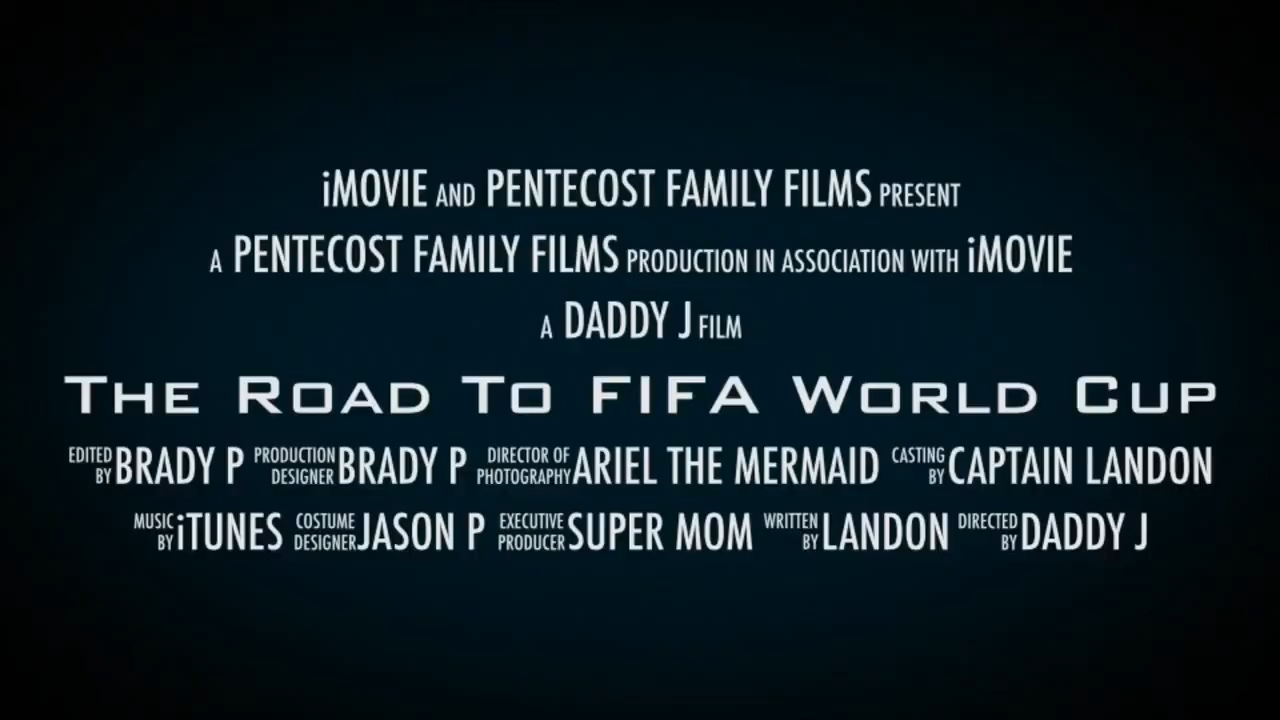 iMOVIE AND PENTECOST FAMILY FILMS PRESENT
A PENTECOST FAMILY FILMS PRODUCTION IN ASSOCIATION WITH iMOVIE
A DADDY J FILM
THE ROAD TO FIFA WORLD CUP
EDITED BY BRADY P PRODUCTION DESIGNER BRADY P DIRECTOR OF PHOTOGRAPHY ARIEL THE MERMAID CASTING BY CAPTAIN LANDON
MUSIC BY iTUNES COSTUME DESIGNER JASON P EXECUTIVE PRODUCER SUPER MOM WRITTEN BY LANDON DIRECTED BY DADDY J